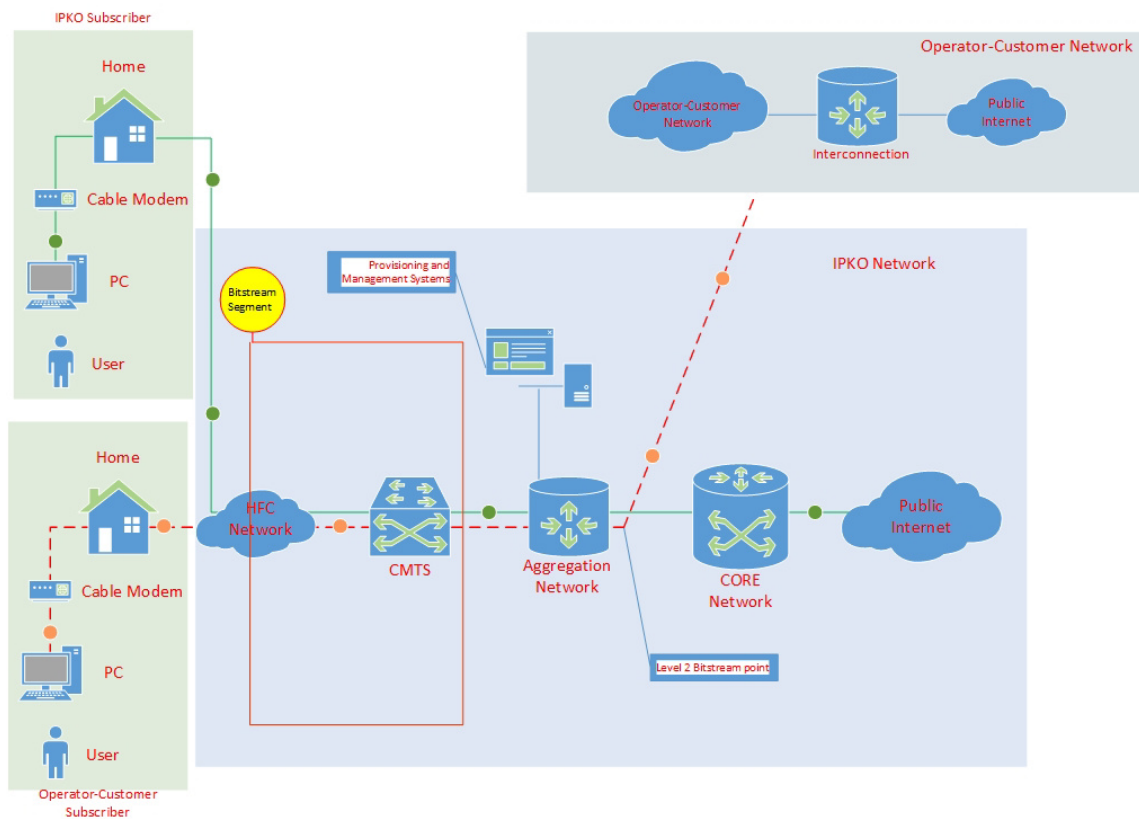 IPKO Subscriber
Home
Cable Modem
PC
User
Operator-Customer Network
Operator-Customer
Network
Public
Internet
Interconnection
IPKO Network
Provisioning and
Management Systems
Bitstream
Segment
Home
HFC
Network
CMTS
Aggregation
Network
CORE
Network
Public
Internet
Cable Modem
PC
Level 2 Bitstream point
User
Operator-Customer
Subscriber